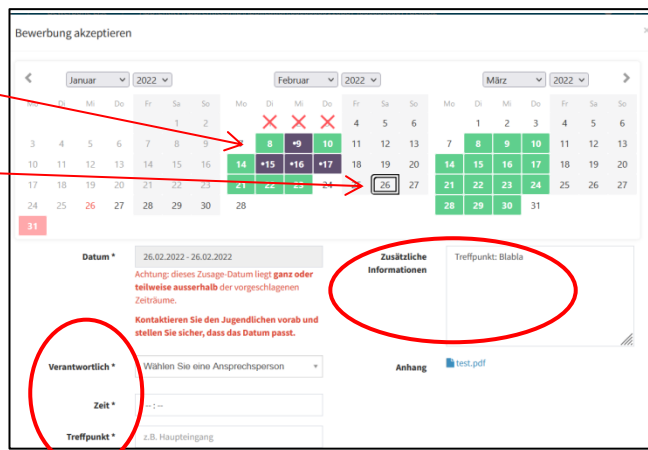 Bewerbung akzeptieren ×
< Januar 2022 Februar 2022 März 2022 >
Mo Di Mi Do Fr Sa So Mo Di Mi Do Fr Sa So Mo Di Mi Do Fr Sa So
1 2 4 5 6 1 2 3 4 5 6
3 4 5 6 7 8 9 7 8 *9 10 11 12 13 7 8 9 10 11 12 13
10 11 12 13 14 15 16 14 *15 *16 *17 18 19 20 14 15 16 17 18 19 20
17 18 19 20 21 22 23 21 22 23 24 25 26 27 21 22 23 24 25 26 27
24 25 26 27 28 29 30 28 28 29 30 31
31
Datum * 26.02.2022 - 26.02.2022
Achtung: dieses Zusage-Datum liegt ganz oder
teilweise ausserhalb der vorgeschlagenen
Zeiträume.
Kontaktieren Sie den Jugendlichen vorab und
stellen Sie sicher, dass das Datum passt.
Zusätzliche
Informationen
Treffpunkt: Blabla
Verantwortlich * Wählen Sie eine Ansprechsperson
Anhang test.pdf
Zeit * -- : --
Treffpunkt * z.B. Haupteingang